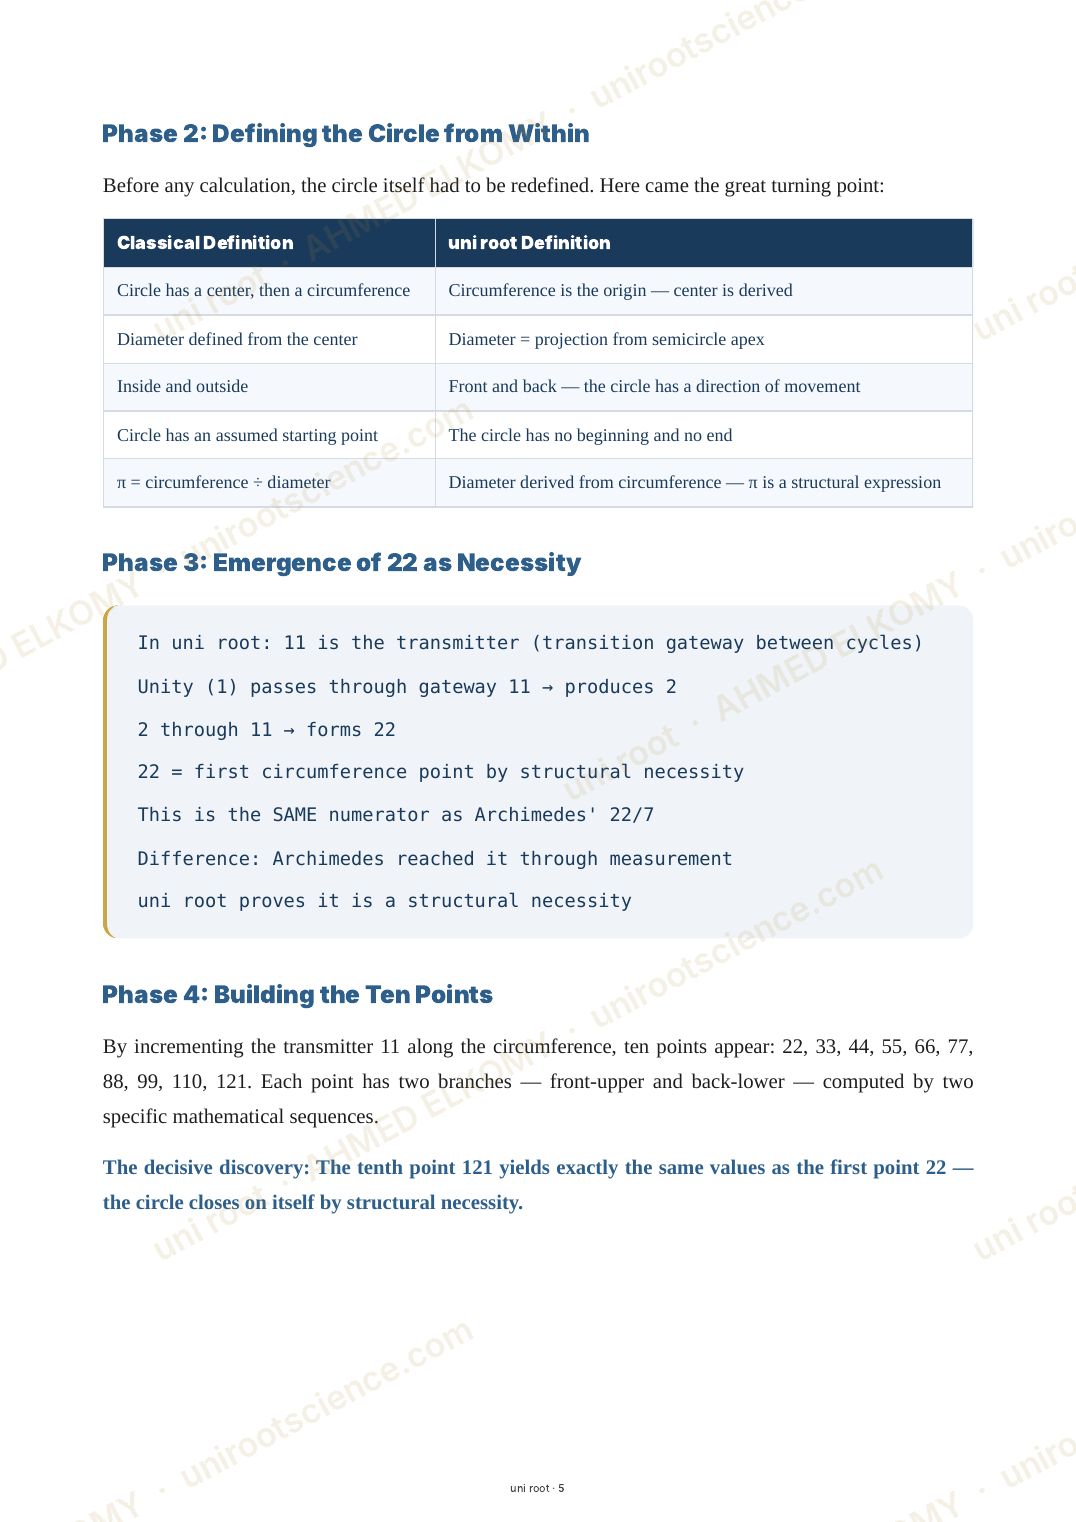 Phase 2: Defining the Circle from Within
Before any calculation, the circle itself had to be redefined. Here came the great turning point:
Classical Definition uni root Definition
Circle has a center, then a circumference Circumference is the origin — center is derived
Diameter defined from the center Diameter = projection from semicircle apex
Inside and outside Front and back — the circle has a direction of movement
Circle has an assumed starting point The circle has no beginning and no end
π = circumference ÷ diameter Diameter derived from circumference — π is a structural expression
Phase 3: Emergence of 22 as Necessity
In uni root: 11 is the transmitter (transition gateway between cycles)
Unity (1) passes through gateway 11 → produces 2
2 through 11 → forms 22
22 = first circumference point by structural necessity
This is the SAME numerator as Archimedes' 22/7
Difference: Archimedes reached it through measurement
uni root proves it is a structural necessity
Phase 4: Building the Ten Points
By incrementing the transmitter 11 along the circumference, ten points appear: 22, 33, 44, 55, 66, 77,
88, 99, 110, 121. Each point has two branches — front-upper and back-lower — computed by two
specific mathematical sequences.
The decisive discovery: The tenth point 121 yields exactly the same values as the first point 22 —
the circle closes on itself by structural necessity.
uni root · 5
uni root · AHMED ELKOMY · unirootscience.com